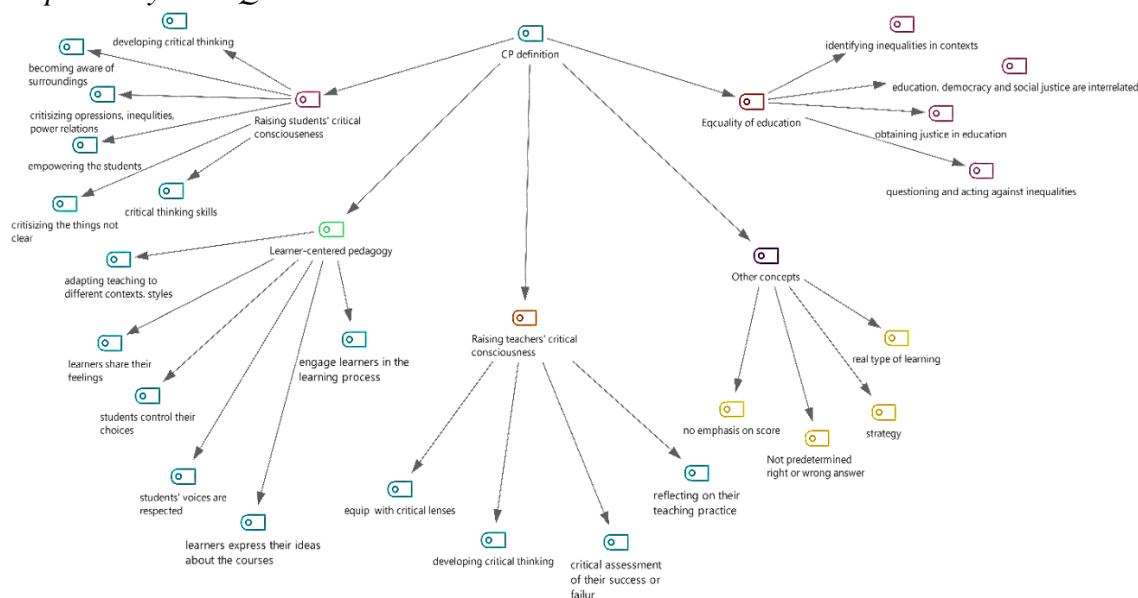 developing critical thinking
becoming aware of
surroundings
critisizing opressions, inequlities,
power relations
empowering the students
critisizing the things not
clear
critical thinking skills
Raising students' critical
consciouseness
CP definition
Eqcuality of education
identifying inequalities in contexts
education, democracy and social justice are interrelated
obtaining justice in education
questioning and acting against inequalities
Learner-centered pedagogy
adapting teaching to
different contexts. styles
learners share their
feelings
students control their
choices
students' voices are
respected
learners express their ideas
about the courses
engage learners in the
learning process
Raising teachers' critical
consciousness
equip with critical lenses
developing critical thinking
critical assessment
of their success or
failur
reflecting on their
teaching practice
Other concepts
no emphasis on score
Not predetermined
right or wrong answer
strategy
real type of learning